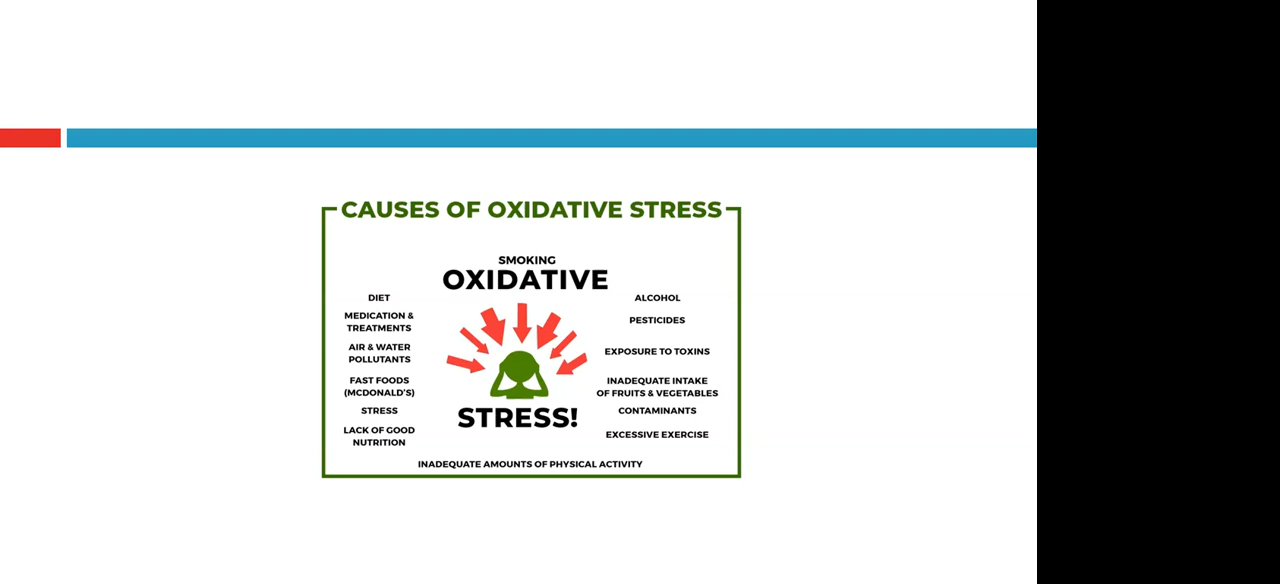 CAUSES OF OXIDATIVE STRESS
SMOKING
OXIDATIVE
STRESS!
DIET
MEDICATION &
TREATMENTS
AIR & WATER
POLLUTANTS
FAST FOODS
(MCDONALD'S)
STRESS
LACK OF GOOD
NUTRITION
ALCOHOL
PESTICIDES
EXPOSURE TO TOXINS
INADEQUATE INTAKE
OF FRUITS & VEGETABLES
CONTAMINANTS
EXCESSIVE EXERCISE
INADEQUATE AMOUNTS OF PHYSICAL ACTIVITY